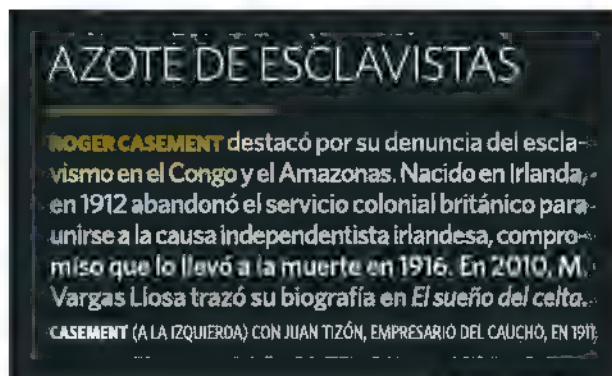 AZOTE DE ESCLAVISTAS
ROGER CASEMENT destacó por su denuncia del escla-
vismo en el Congo y el Amazonas. Nacido en Irlanda,
en 1912 abandonó el servicio colonial británico para
unirse a la causa independentista irlandesa, compro-
miso que lo llevó a la muerte en 1916. En 2010, M.
Vargas Llosa trazó su biografía en El sueño del celta.
CASEMENT (A LA IZQUIERDA) CON JUAN TIZÓN, EMPRESARIO DEL CAUCHO, EN 1911.